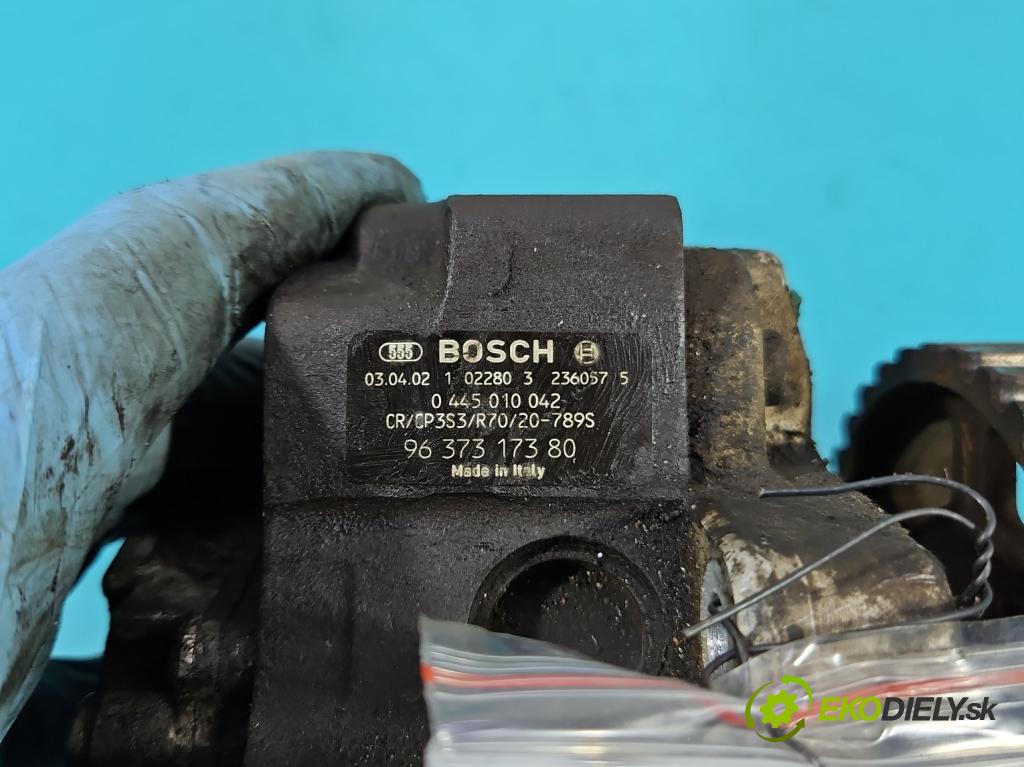 555 BOSCH
03.04.02 1 02280 3 236057 5
0 445 010 042
CR/CP3S3/R70/20-789S
96 373 173 80
Made in Italy
EKODIELY.sk